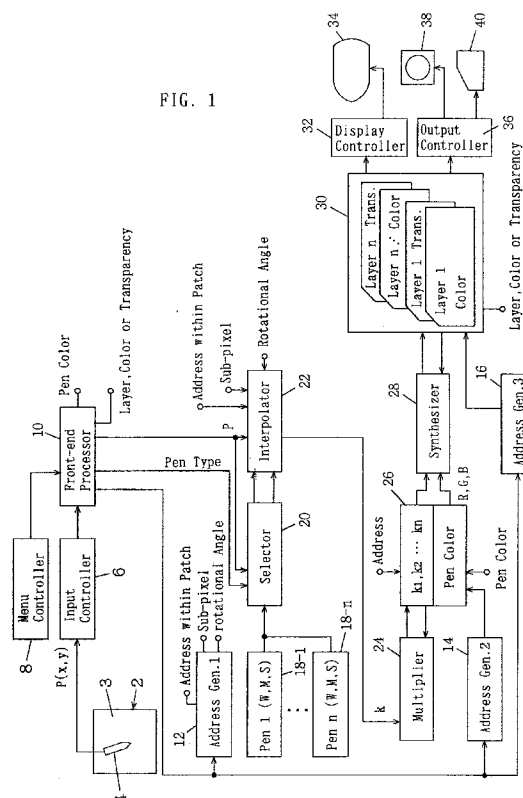 FIG. 1
8
Menu Controller
10
Front-end Processor
Pen Color
Layer,Color or Transparency
P(x,y)
Input Controller
6
3
2
4
Pen Type
P
Address within Patch
Sub-pixel
rotational Angle
12
Address Gen.1
Pen 1 (W,M,S)
18-1
Pen n (W,M,S)
18-n
Selector
20
Address within Patch
Sub-pixel
Rotational Angle
Interpolator
22
k
24
Multiplier
Address
26
k1,k2 ··· kn
Pen Color
R,G,B
Pen Color
14
Address Gen.2
28
Synthesizer
16
Address Gen.3
30
Layer n Trans.
Layer n Color
Layer 1 Trans.
Layer 1 Color
Layer,Color or Transparency
32
Display Controller
34
Output Controller
36
38
40